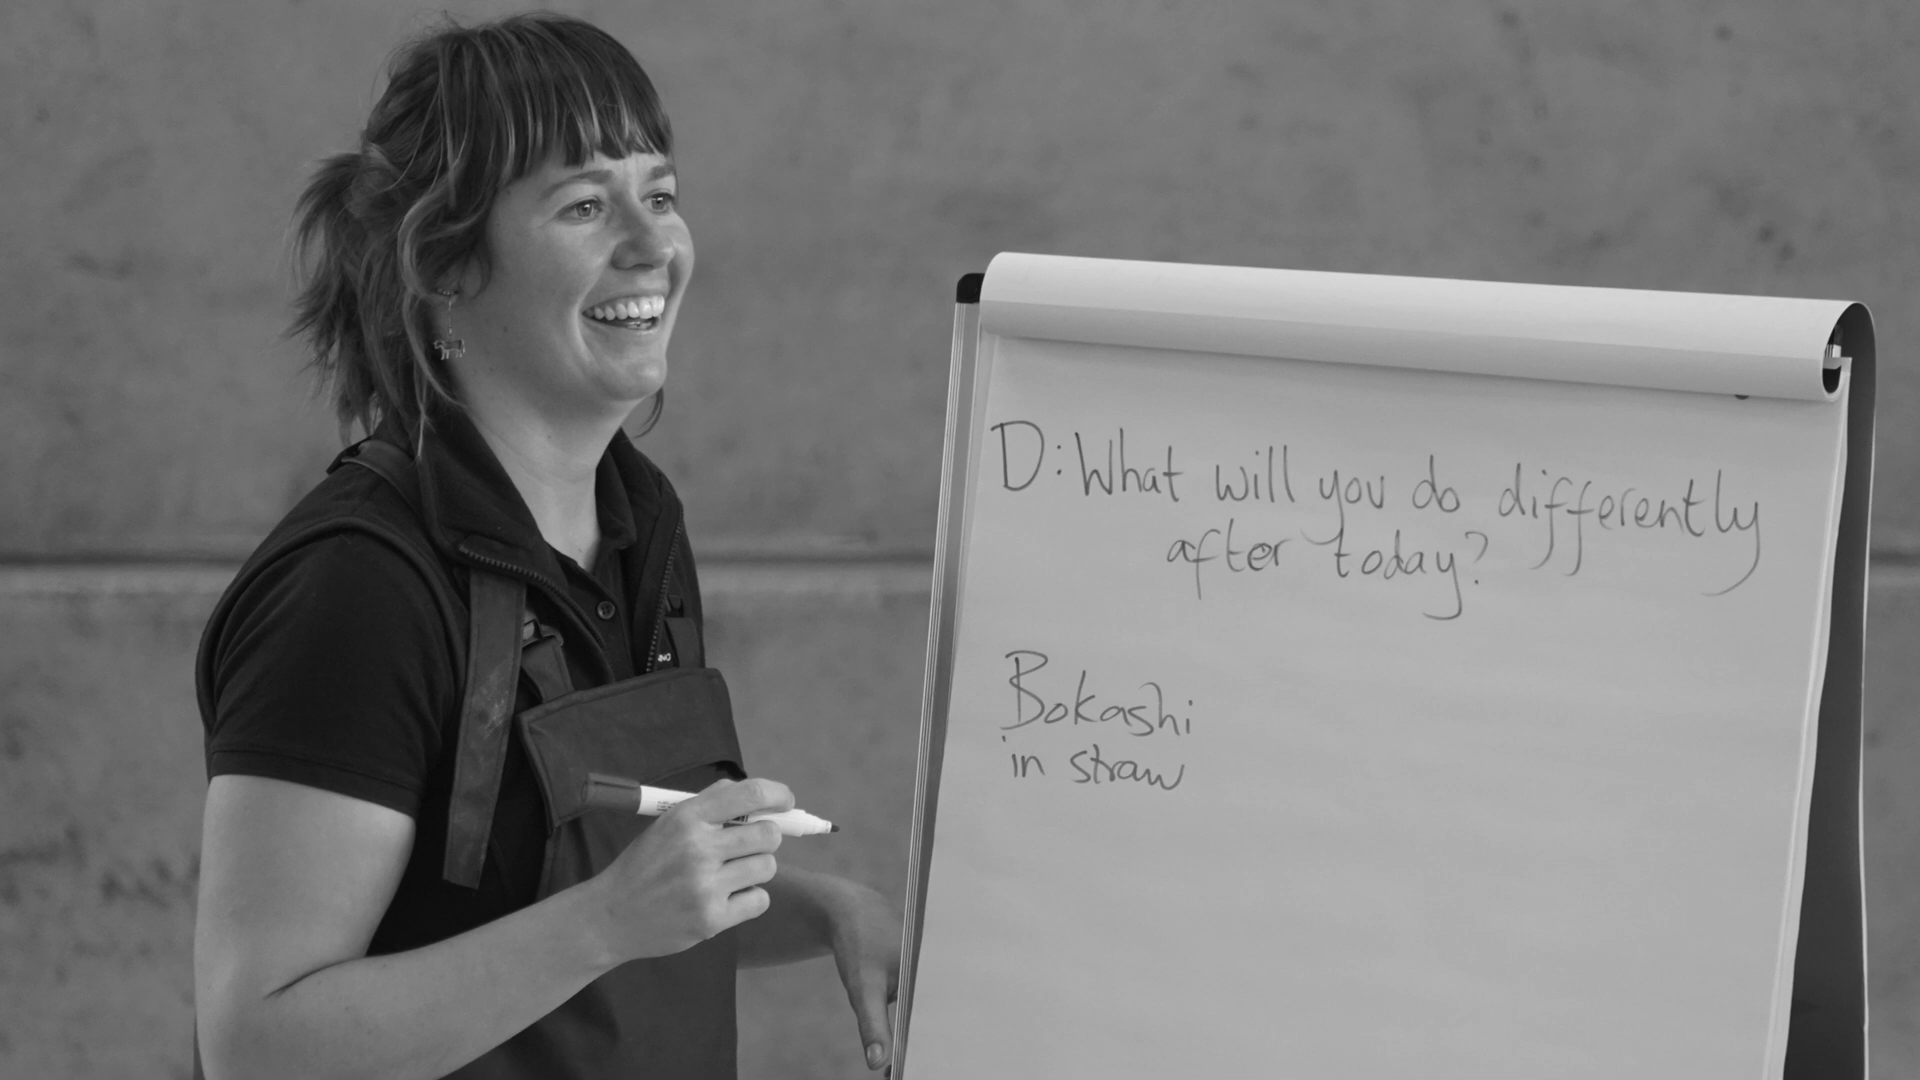 D: What will you do differently
after today?
Bokashi
in straw